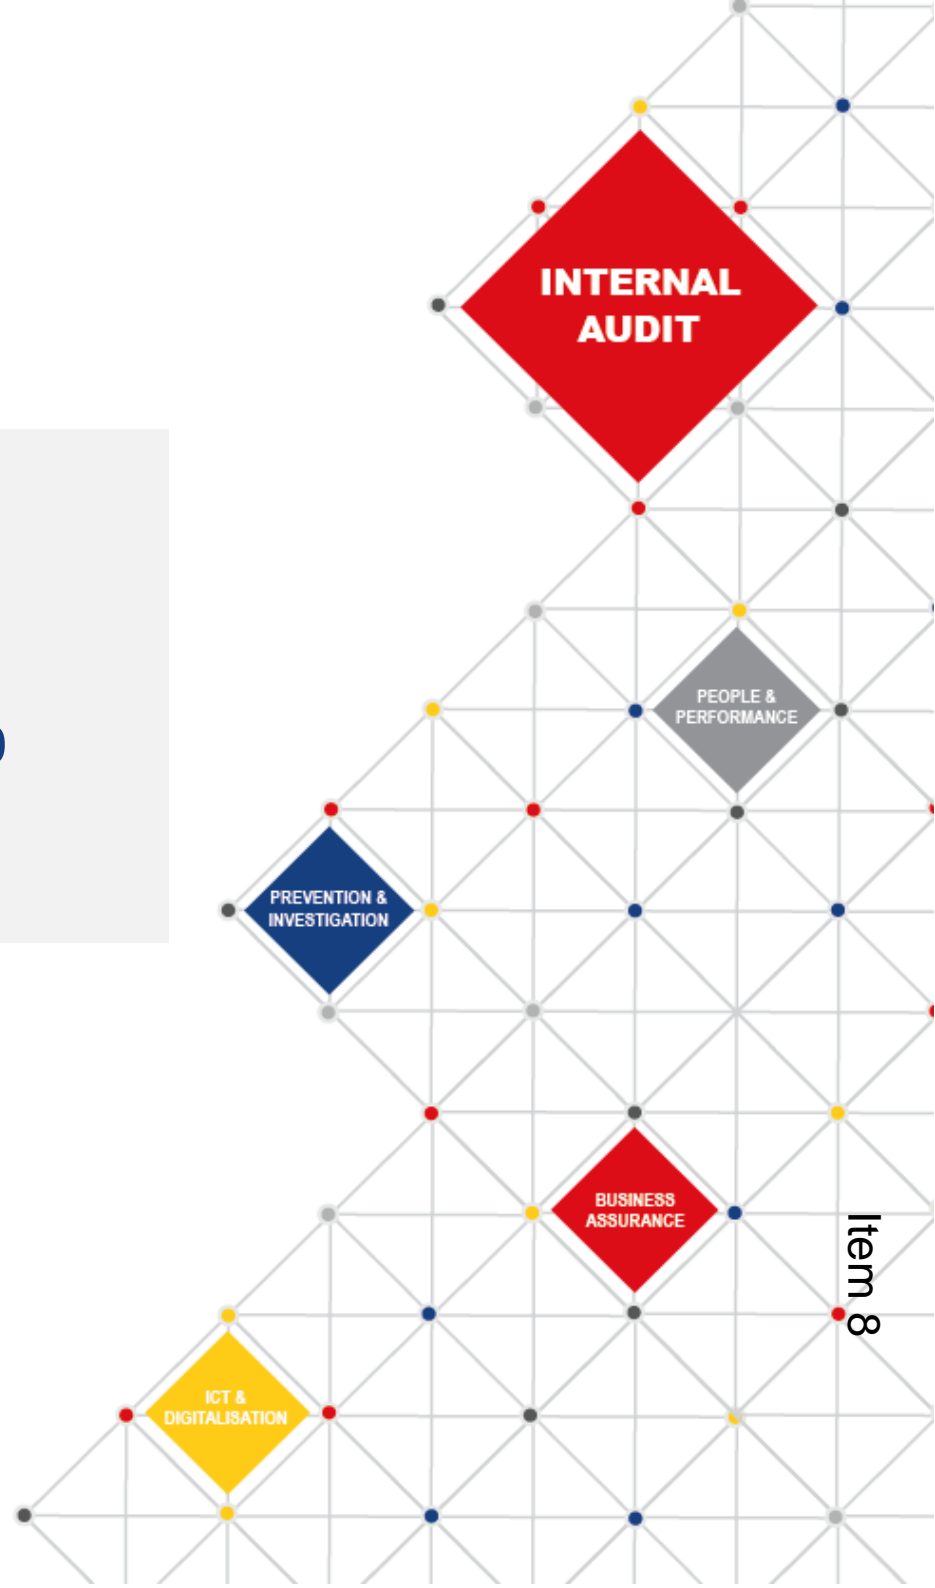 INTERNAL
AUDIT
PEOPLE &
PERFORMANCE
PREVENTION &
INVESTIGATION
BUSINESS
ASSURANCE
Item 8
ICT &
DIGITALISATION